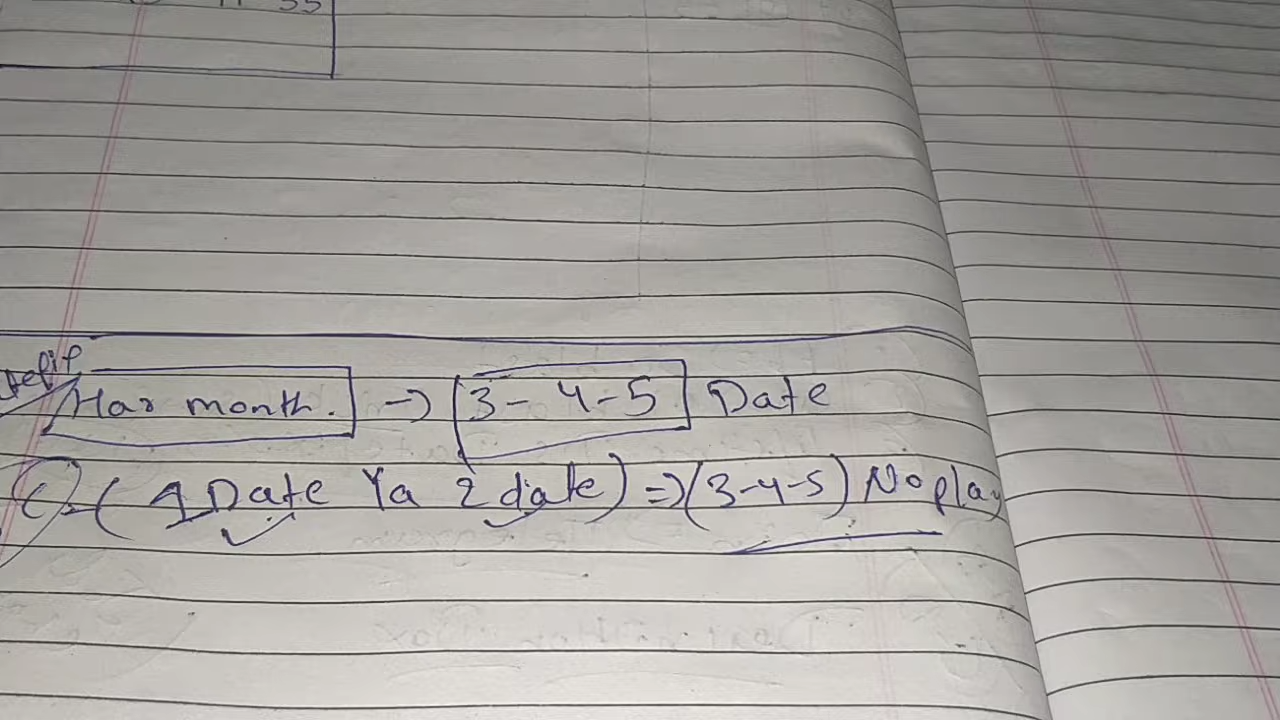 Har month. -> 3 - 4 - 5 Date
(1 Date Ya 2 date) => (3-4-5) No play